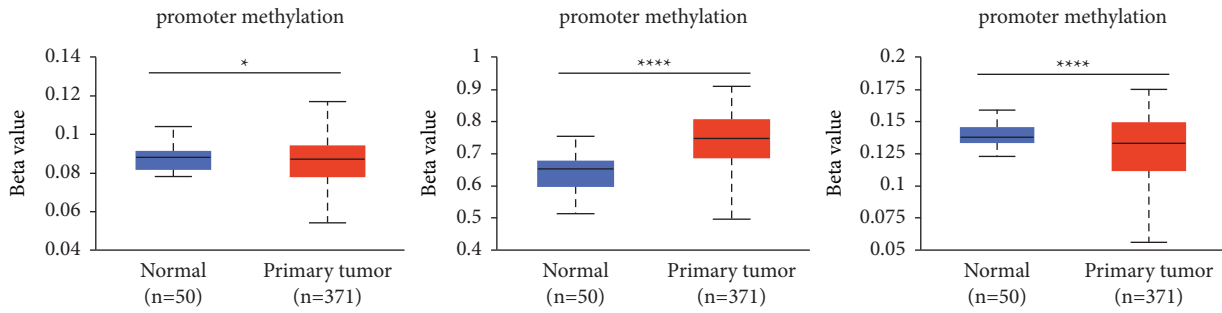 promoter methylation
Beta value
0.14
0.12
0.1
0.08
0.06
0.04
*
Normal
(n=50)
Primary tumor
(n=371)
promoter methylation
Beta value
1
0.9
0.8
0.7
0.6
0.5
0.4
****
Normal
(n=50)
Primary tumor
(n=371)
promoter methylation
Beta value
0.2
0.175
0.15
0.125
0.1
0.075
0.05
****
Normal
(n=50)
Primary tumor
(n=371)